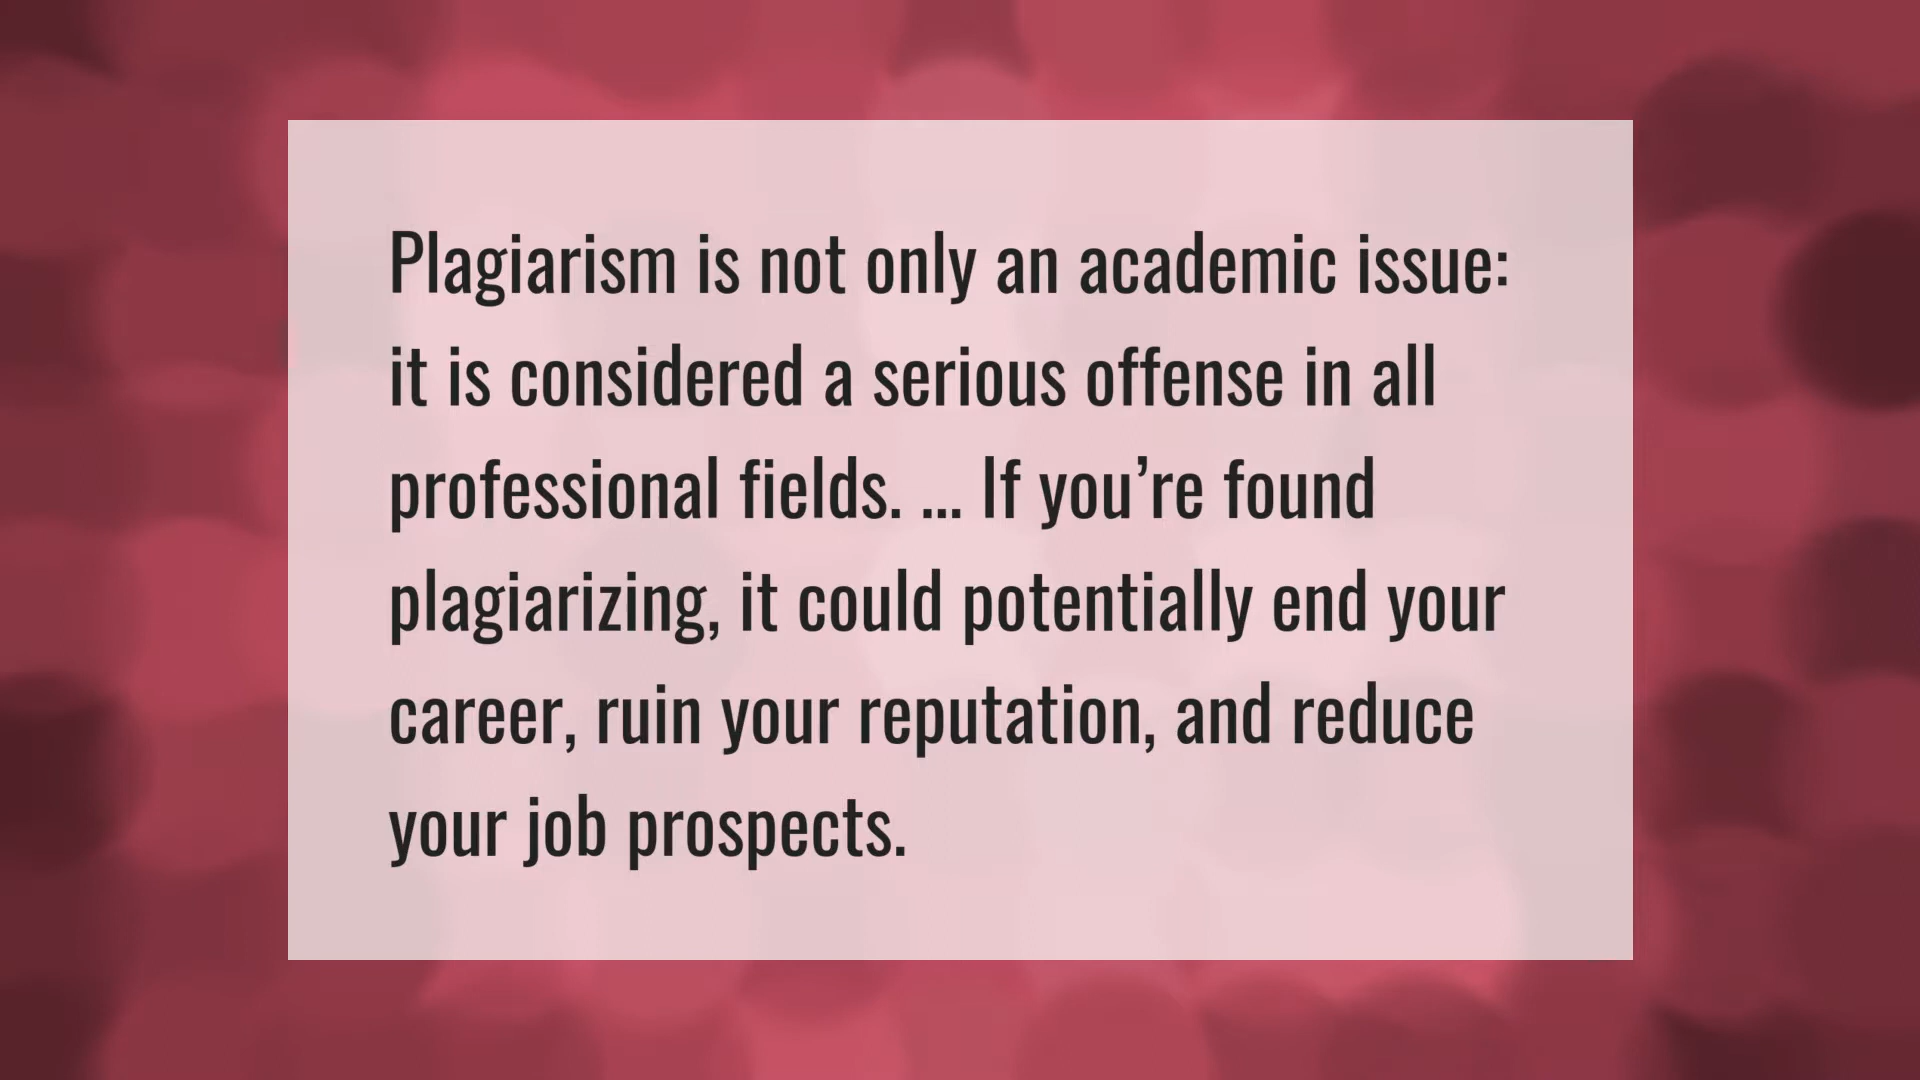 Plagiarism is not only an academic issue:
it is considered a serious offense in all
professional fields. ... If you’re found
plagiarizing, it could potentially end your
career, ruin your reputation, and reduce
your job prospects.